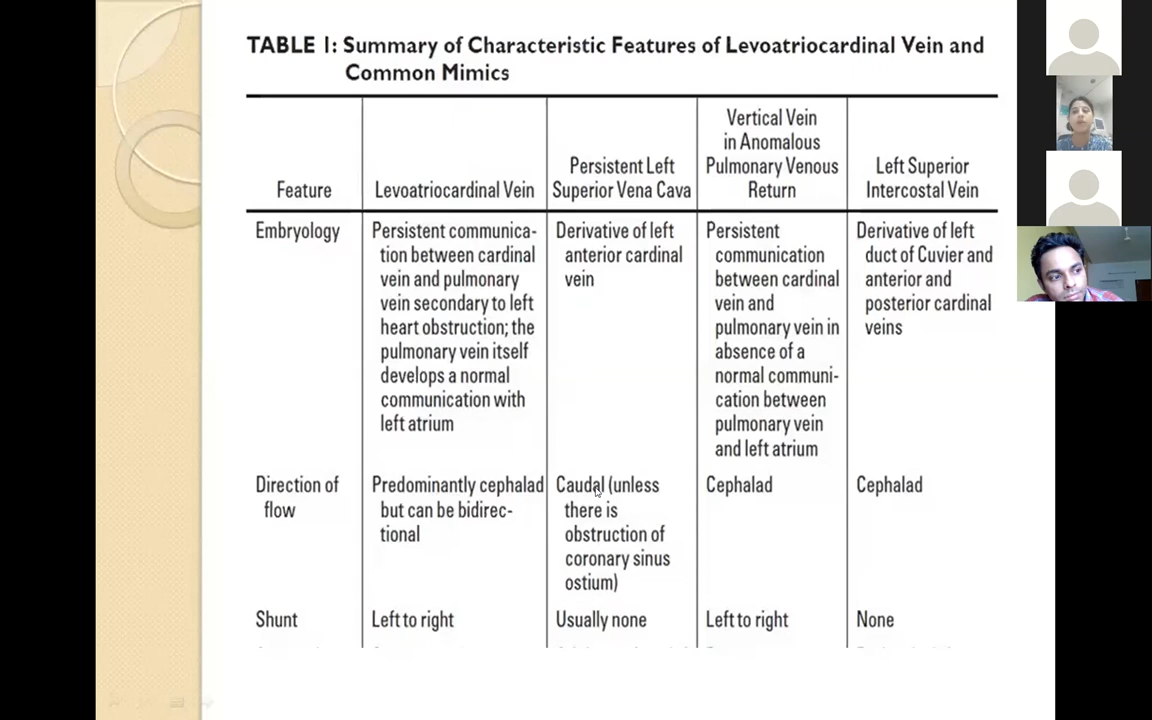 TABLE 1: Summary of Characteristic Features of Levoatriocardinal Vein and
Common Mimics
Feature
Levoatriocardinal Vein
Persistent Left
Superior Vena Cava
Vertical Vein
in Anomalous
Pulmonary Venous
Return
Left Superior
Intercostal Vein
Embryology
Persistent communica-
tion between cardinal
vein and pulmonary
vein secondary to left
heart obstruction; the
pulmonary vein itself
develops a normal
communication with
left atrium
Derivative of left
anterior cardinal
vein
Persistent
communication
between cardinal
vein and
pulmonary vein in
absence of a
normal communi-
cation between
pulmonary vein
and left atrium
Derivative of left
duct of Cuvier and
anterior and
posterior cardinal
veins
Direction of
flow
Predominantly cephalad
but can be bidirec-
tional
Caudal (unless
there is
obstruction of
coronary sinus
ostium)
Cephalad
Cephalad
Shunt
Left to right
Usually none
Left to right
None